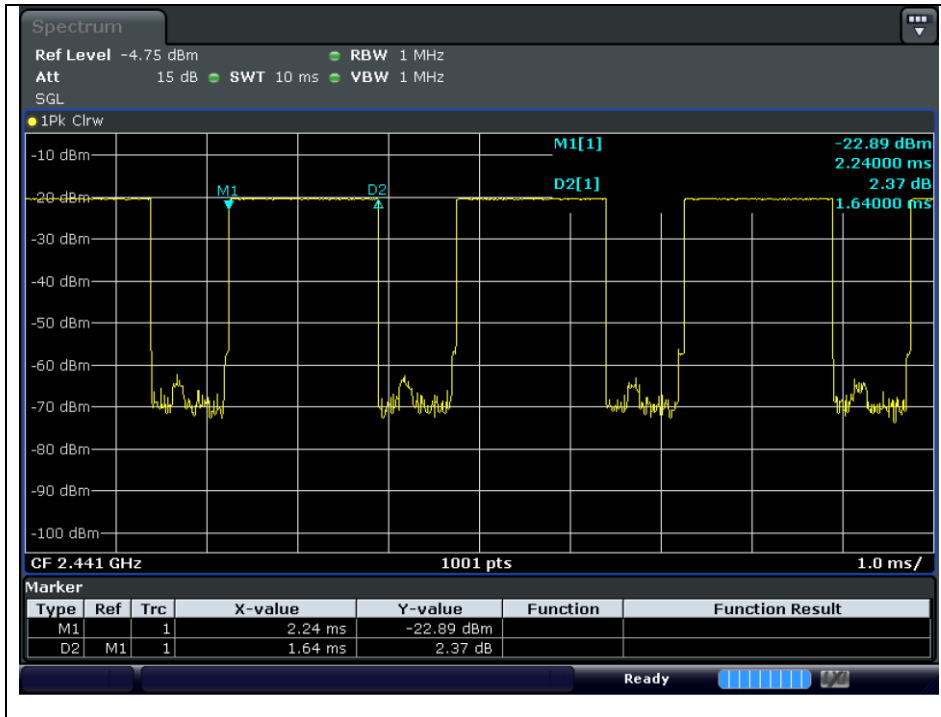 Spectrum
Ref Level -4.75 dBm RBW 1 MHz
Att 15 dB SWT 10 ms VBW 1 MHz
SGL
1Pk Clrw
M1[1] -22.89 dBm
2.24000 ms
D2[1] 2.37 dB
1.64000 ms
-10 dBm
M1 D2
-20 dBm
-30 dBm
-40 dBm
-50 dBm
-60 dBm
-70 dBm
-80 dBm
-90 dBm
-100 dBm
CF 2.441 GHz 1001 pts 1.0 ms/
Marker
Type Ref Trc X-value Y-value Function Function Result
M1 1 2.24 ms -22.89 dBm
D2 M1 1 1.64 ms 2.37 dB
Ready